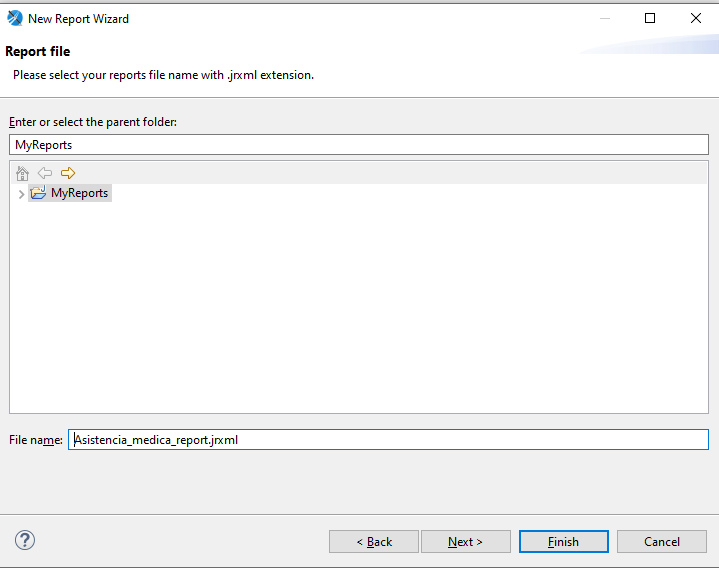 New Report Wizard
Report file
Please select your reports file name with .jrxml extension.
Enter or select the parent folder:
MyReports
MyReports
File name: Asistencia_medica_report.jrxml
? < Back Next > Finish Cancel